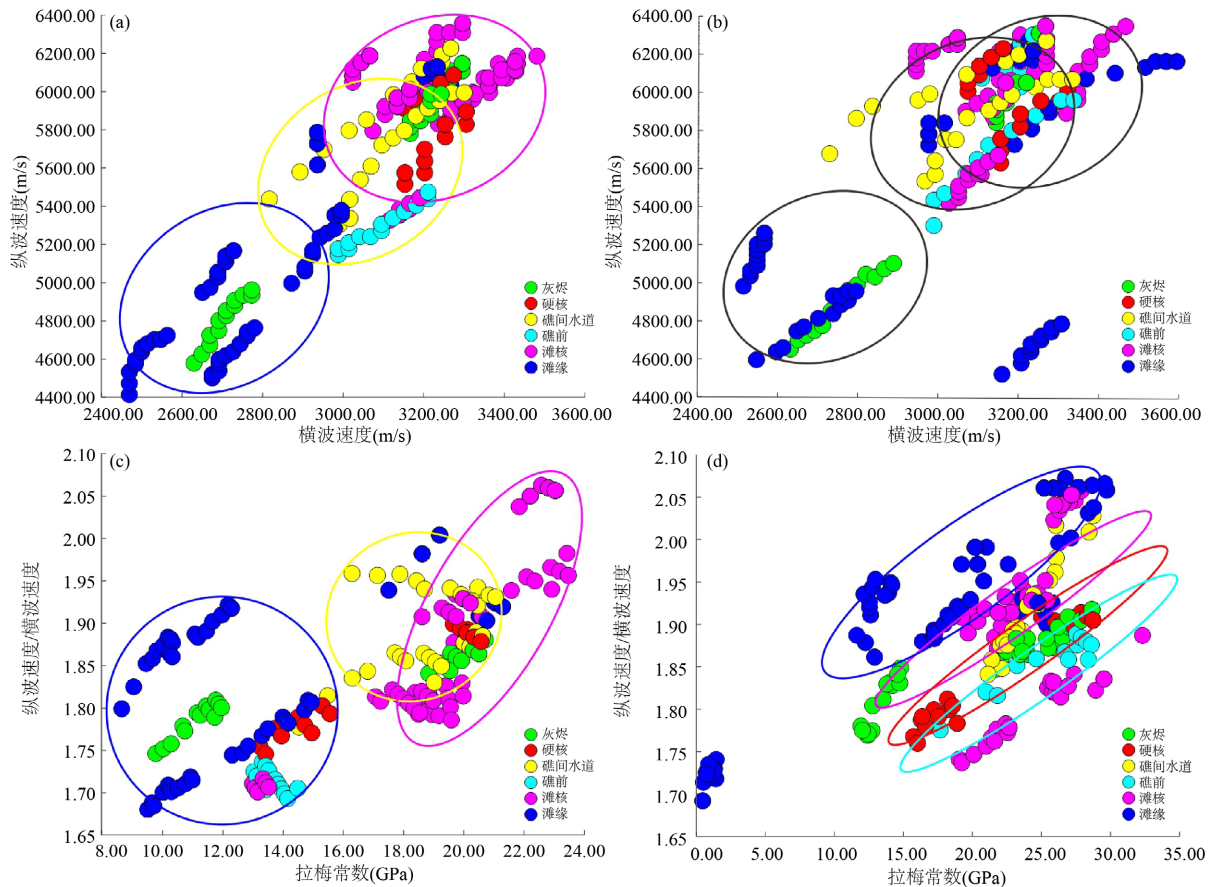 (a)
6400.00
6200.00
6000.00
5800.00
5600.00
5400.00
5200.00
5000.00
4800.00
4600.00
4400.00
纵波速度(m/s)
灰烬
硬核
礁间水道
礁前
滩核
滩缘
2400.00 2600.00 2800.00 3000.00 3200.00 3400.00 3600.00
横波速度(m/s)
(b)
6400.00
6200.00
6000.00
5800.00
5600.00
5400.00
5200.00
5000.00
4800.00
4600.00
4400.00
纵波速度(m/s)
灰烬
硬核
礁间水道
礁前
滩核
滩缘
2400.00 2600.00 2800.00 3000.00 3200.00 3400.00 3600.00
横波速度(m/s)
(c)
2.10
2.05
2.00
1.95
1.90
1.85
1.80
1.75
1.70
1.65
纵波速度/横波速度
灰烬
硬核
礁间水道
礁前
滩核
滩缘
8.00 10.00 12.00 14.00 16.00 18.00 20.00 22.00 24.00
拉梅常数(GPa)
(d)
2.10
2.05
2.00
1.95
1.90
1.85
1.80
1.75
1.70
1.65
纵波速度/横波速度
灰烬
硬核
礁间水道
礁前
滩核
滩缘
0.00 5.00 10.00 15.00 20.00 25.00 30.00 35.00
拉梅常数(GPa)